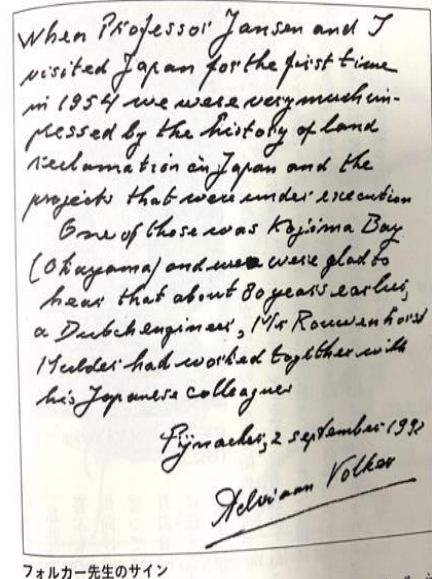 When Professor Jansen and I
visited Japan for the first time
in 1954 we were very much im-
pressed by the history of land
reclamation in Japan and the
projects that were under execution
One of those was Kojima Bay
(Okayama) and we were glad to
hear that about 80 years earlier,
a Dutch engineer, Mr Rouwenhorst
Mulder had worked together with
his Japanese colleagues
Pijnacker, 2 september 199
Adriaan Volker
フォルカー先生のサイン